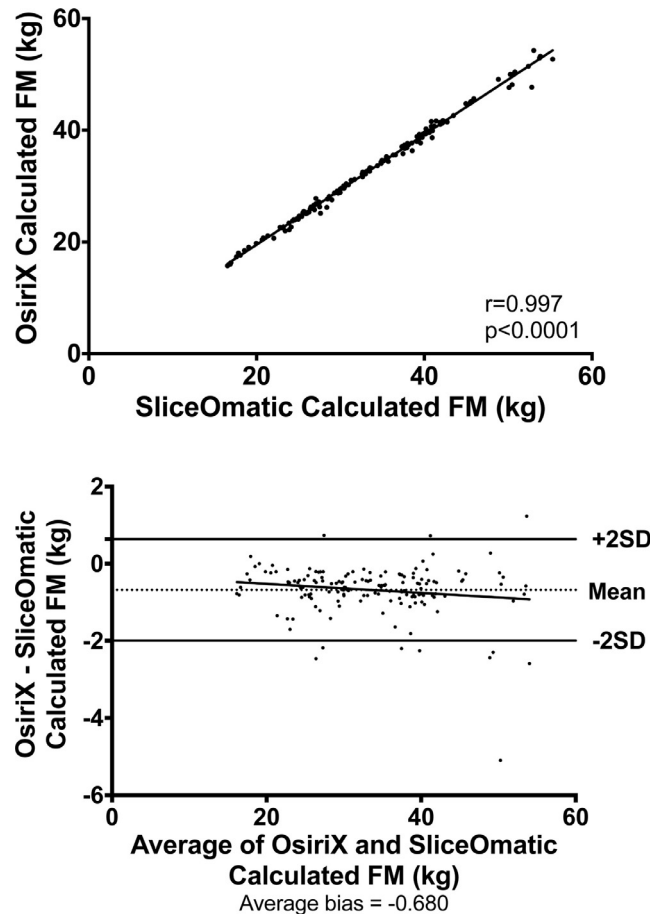 60
40
20
0
OsiriX Calculated FM (kg)
r=0.997
p<0.0001
0
20
40
60
SliceOmatic Calculated FM (kg)
2
0
-2
-4
-6
OsiriX - SliceOmatic
Calculated FM (kg)
+2SD
Mean
-2SD
0
20
40
60
Average of OsiriX and SliceOmatic
Calculated FM (kg)
Average bias = -0.680